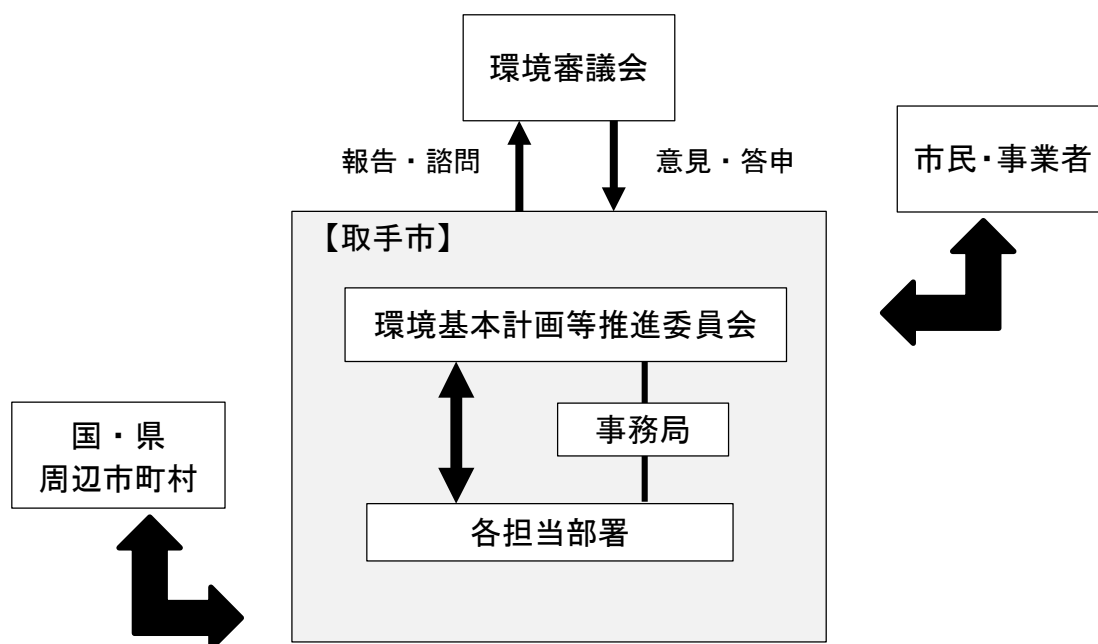 環境審議会
報告・諮問
意見・答申
市民・事業者
【取手市】
環境基本計画等推進委員会
事務局
国・県
周辺市町村
各担当部署